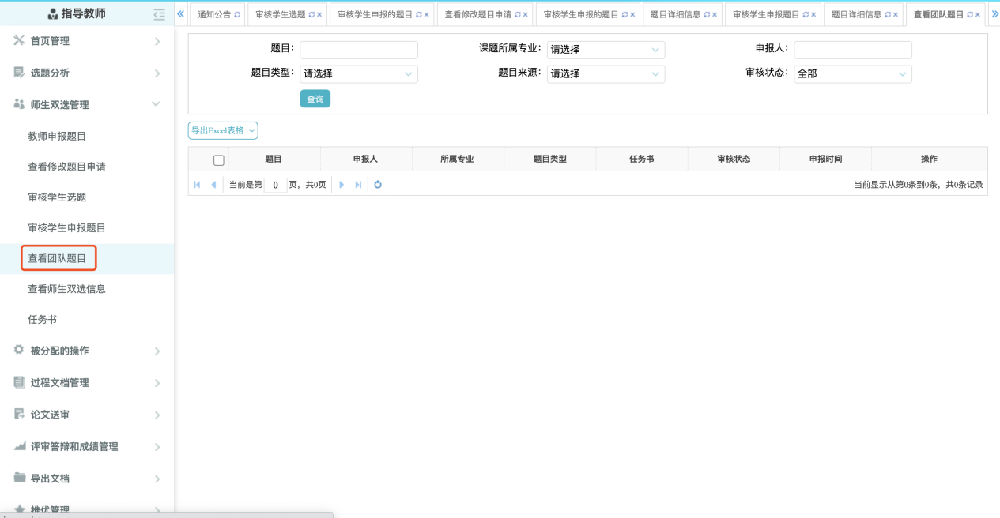 指导教师
首页管理
选题分析
师生双选管理
教师申报题目
查看修改题目申请
审核学生选题
审核学生申报题目
查看团队题目
查看师生双选信息
任务书
被分配的操作
过程文档管理
论文送审
评审答辩和成绩管理
导出文档
推优管理
通知公告 审核学生选题 审核学生申报的题目 查看修改题目申请 审核学生申报的题目 题目详细信息 审核学生申报题目 题目详细信息 查看团队题目
题目： 课题所属专业： 请选择 申报人：
题目类型： 请选择 题目来源： 请选择 审核状态： 全部
查询
导出Excel表格
题目 申报人 所属专业 题目类型 任务书 审核状态 申报时间 操作
当前是第 0 页，共0页 当前显示从第0条到0条，共0条记录